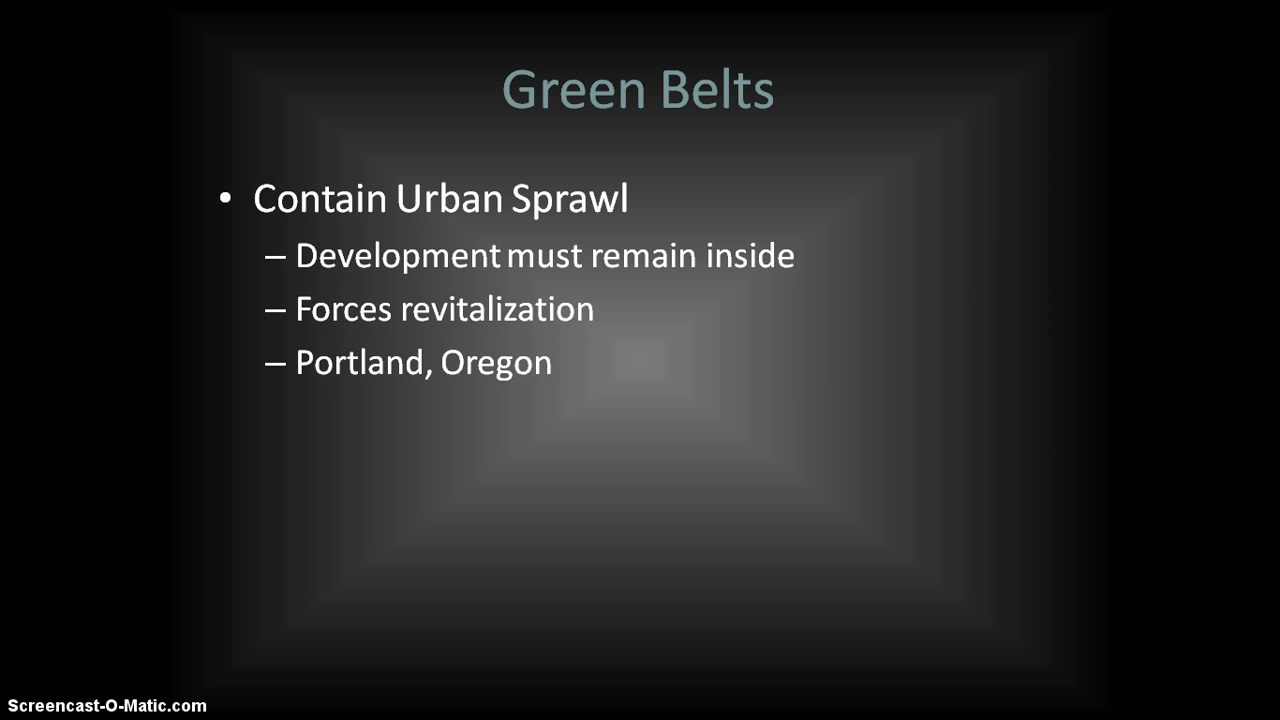 Green Belts
• Contain Urban Sprawl
– Development must remain inside
– Forces revitalization
– Portland, Oregon
Screencast-O-Matic.com